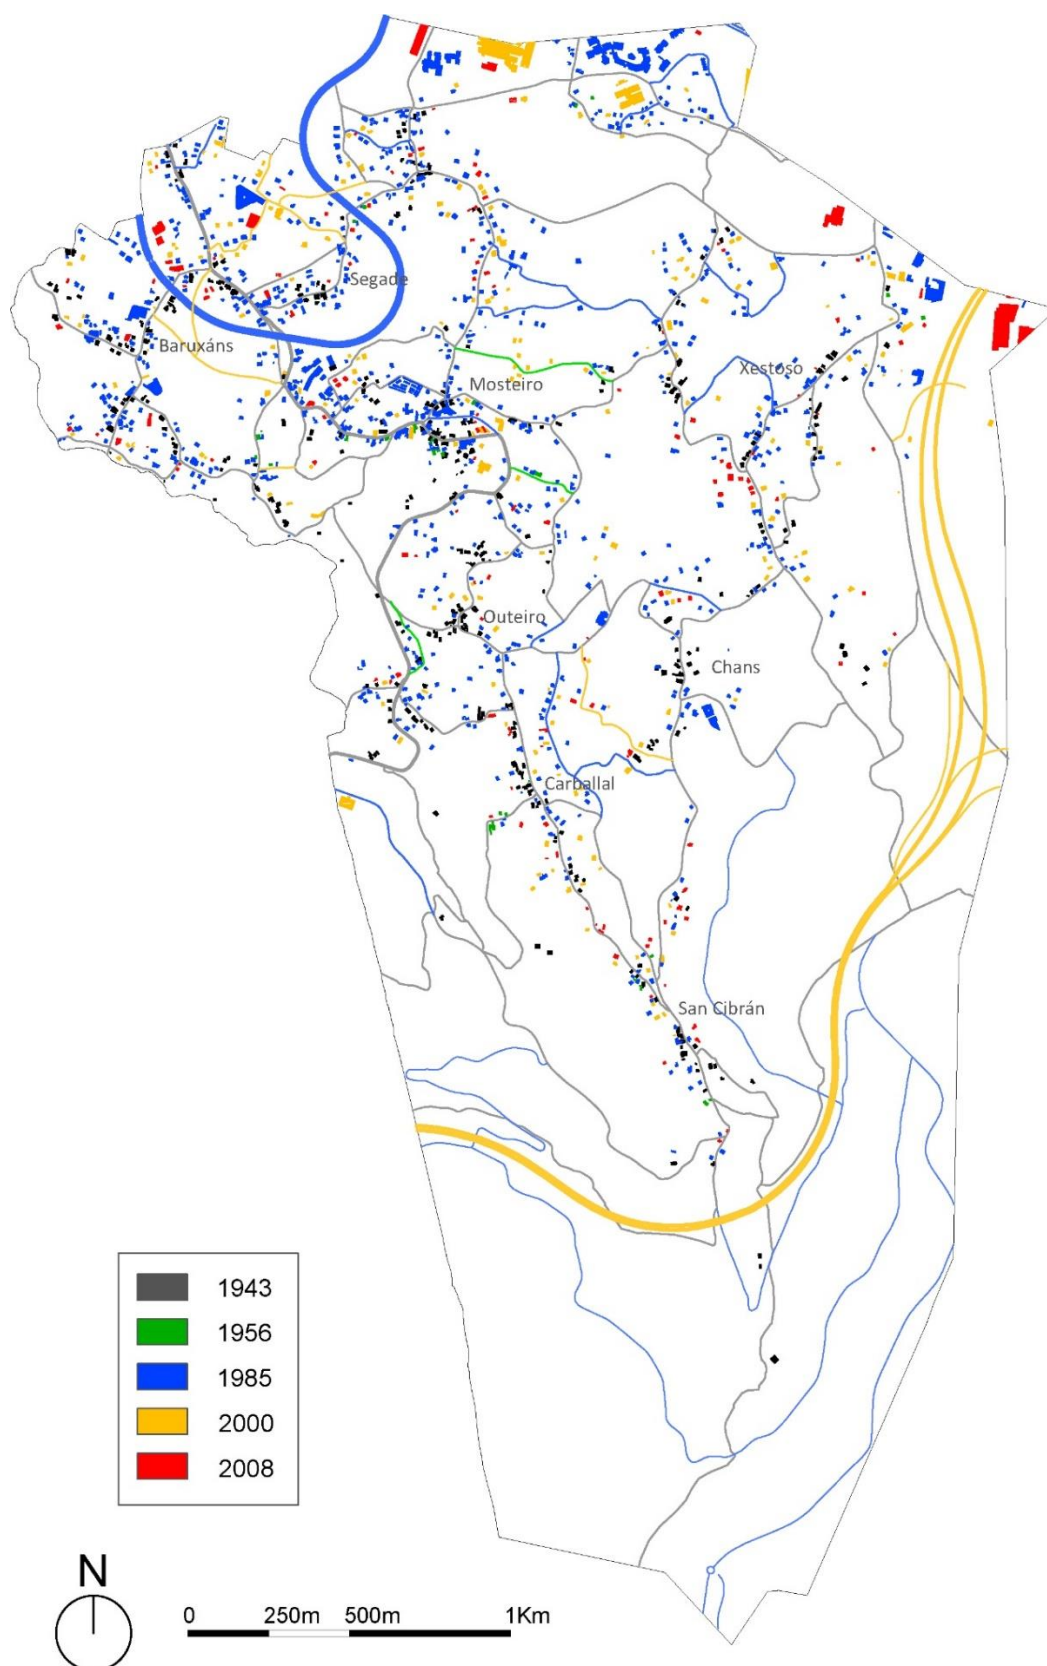 Segade
Baruxáns
Mosteiro
Xestoso
Outeiro
Chans
Carballal
San Cibrán
1943
1956
1985
2000
2008
N
0 250m 500m 1Km